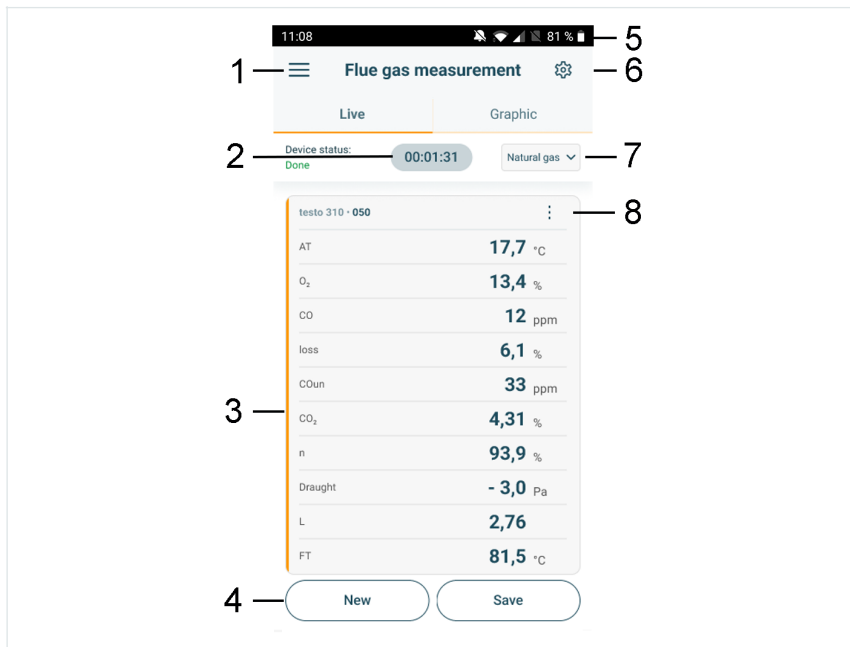 11:08 81 % 5
1 Flue gas measurement 6
Live Graphic
2 Device status: Done 00:01:31 Natural gas 7
testo 310 · 050 8
AT 17,7 °C
O₂ 13,4 %
CO 12 ppm
loss 6,1 %
COun 33 ppm
3 CO₂ 4,31 %
n 93,9 %
Draught - 3,0 Pa
L 2,76
FT 81,5 °C
4 New Save